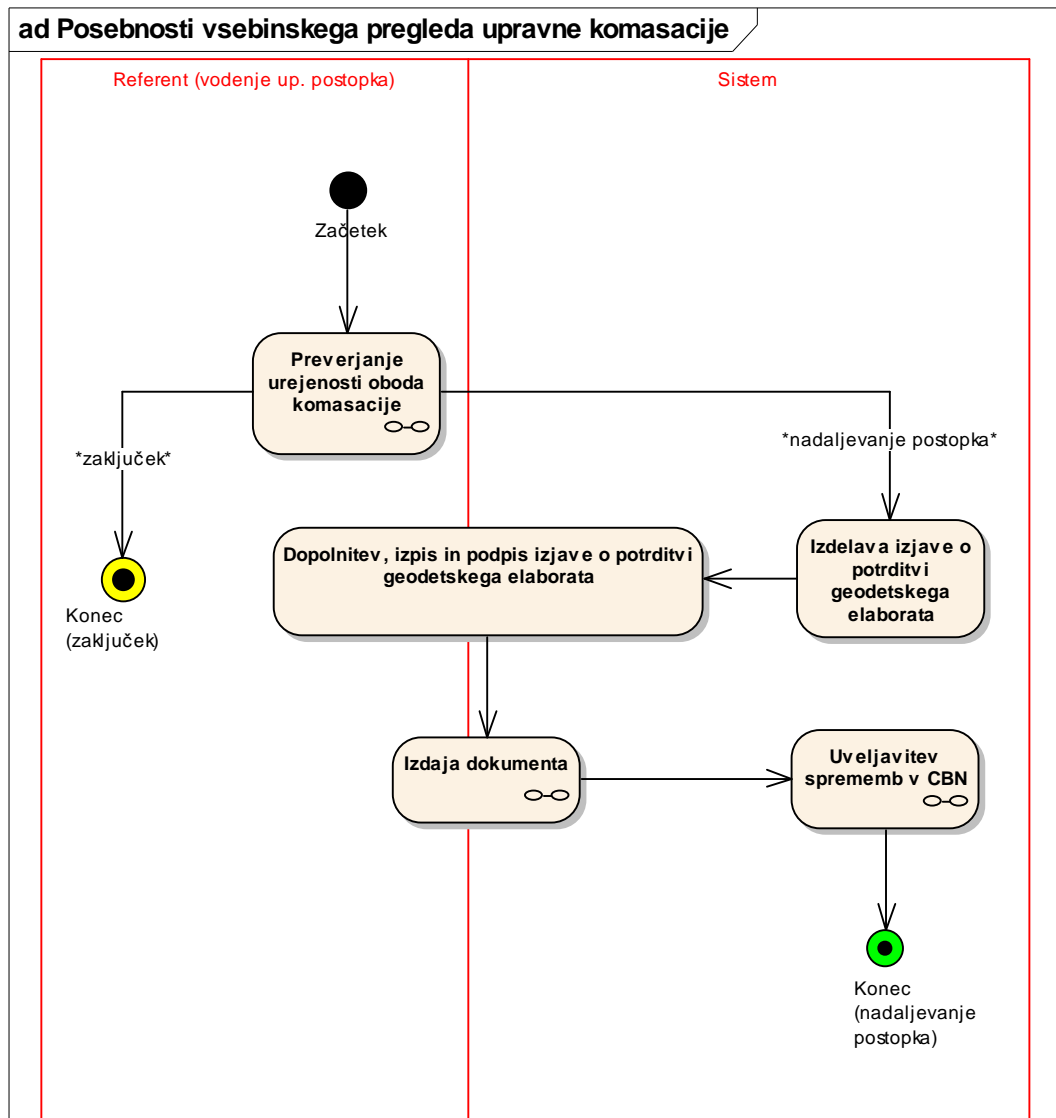 ad Posebnosti vsebinskega pregleda upravne komasacije
Referent (vodenje up. postopka)
Sistem
Začetek
Preverjanje
urejenosti oboda
komasacije
*zaključek*
*nadaljevanje postopka*
Dopolnitev, izpis in podpis izjave o potrditvi
geodetskega elaborata
Izdelava izjave o
potrditvi
geodetskega
elaborata
Konec
(zaključek)
Izdaja dokumenta
Uveljavitev
sprememb v CBN
Konec
(nadaljevanje
postopka)